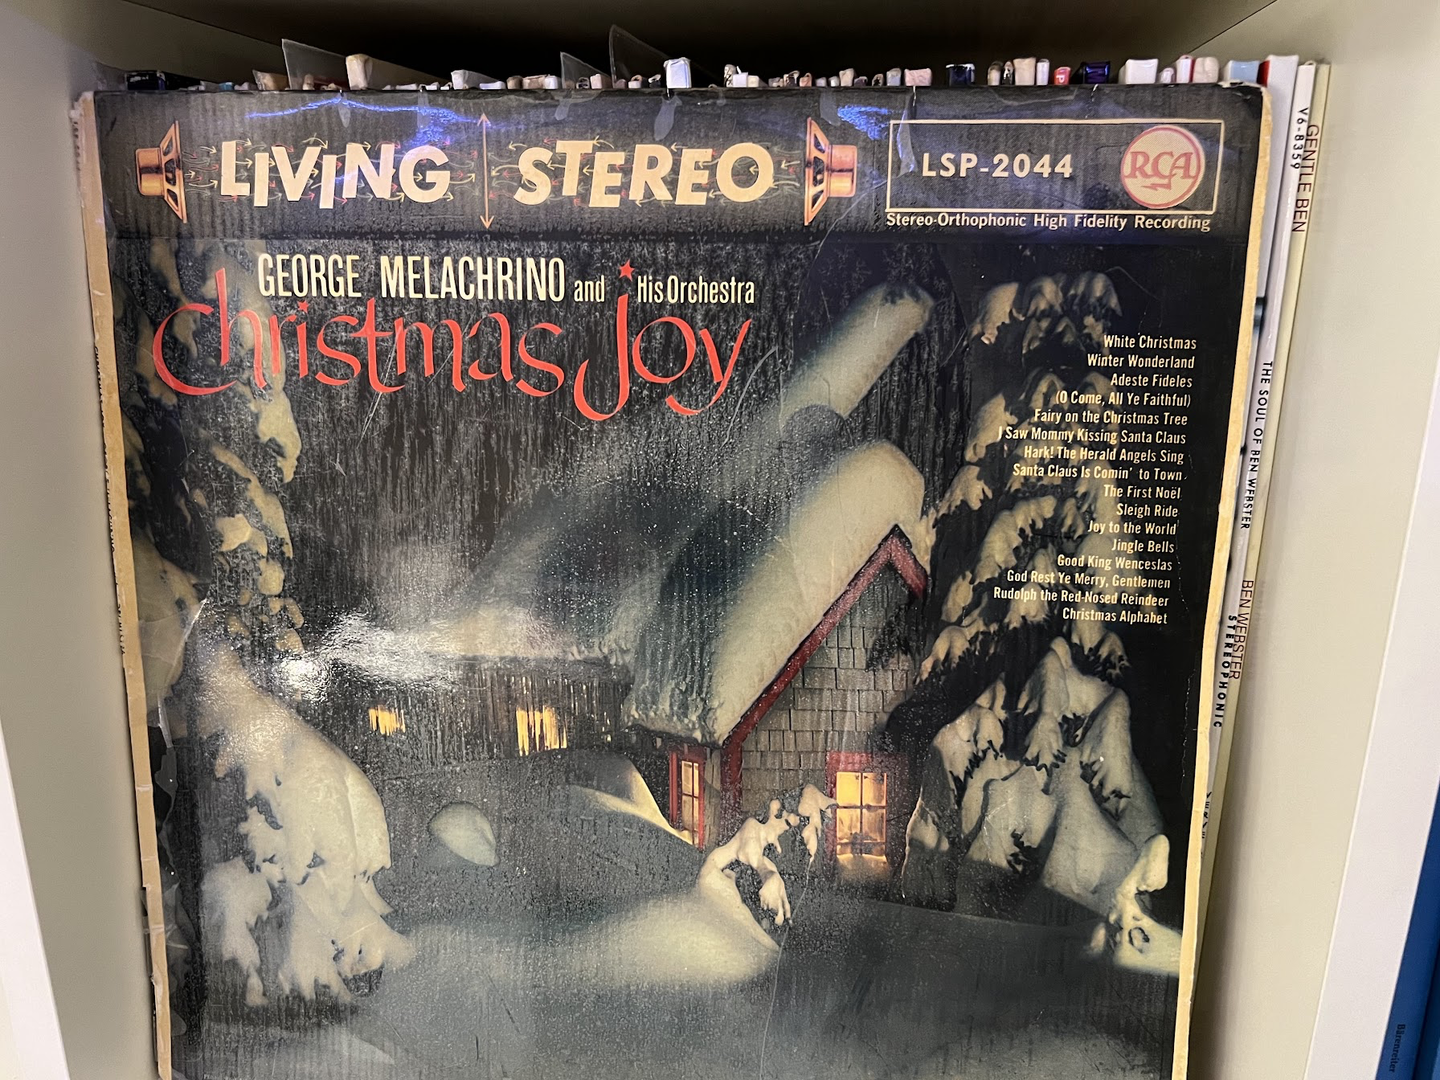 LIVING STEREO
LSP-2044
RCA
Stereo-Orthophonic High Fidelity Recording
GEORGE MELACHRINO and His Orchestra
christmas joy
White Christmas
Winter Wonderland
Adeste Fideles
(O Come, All Ye Faithful)
Fairy on the Christmas Tree
I Saw Mommy Kissing Santa Claus
Hark! The Herald Angels Sing
Santa Claus Is Comin' to Town
The First Noël
Sleigh Ride
Joy to the World
Jingle Bells
Good King Wenceslas
God Rest Ye Merry, Gentlemen
Rudolph the Red-Nosed Reindeer
Christmas Alphabet
V6-8359
THE SOUL OF BEN WEBSTER
STEREOPHONIC
GENTLE BEN
BEN WEBSTER
Bärenreiter